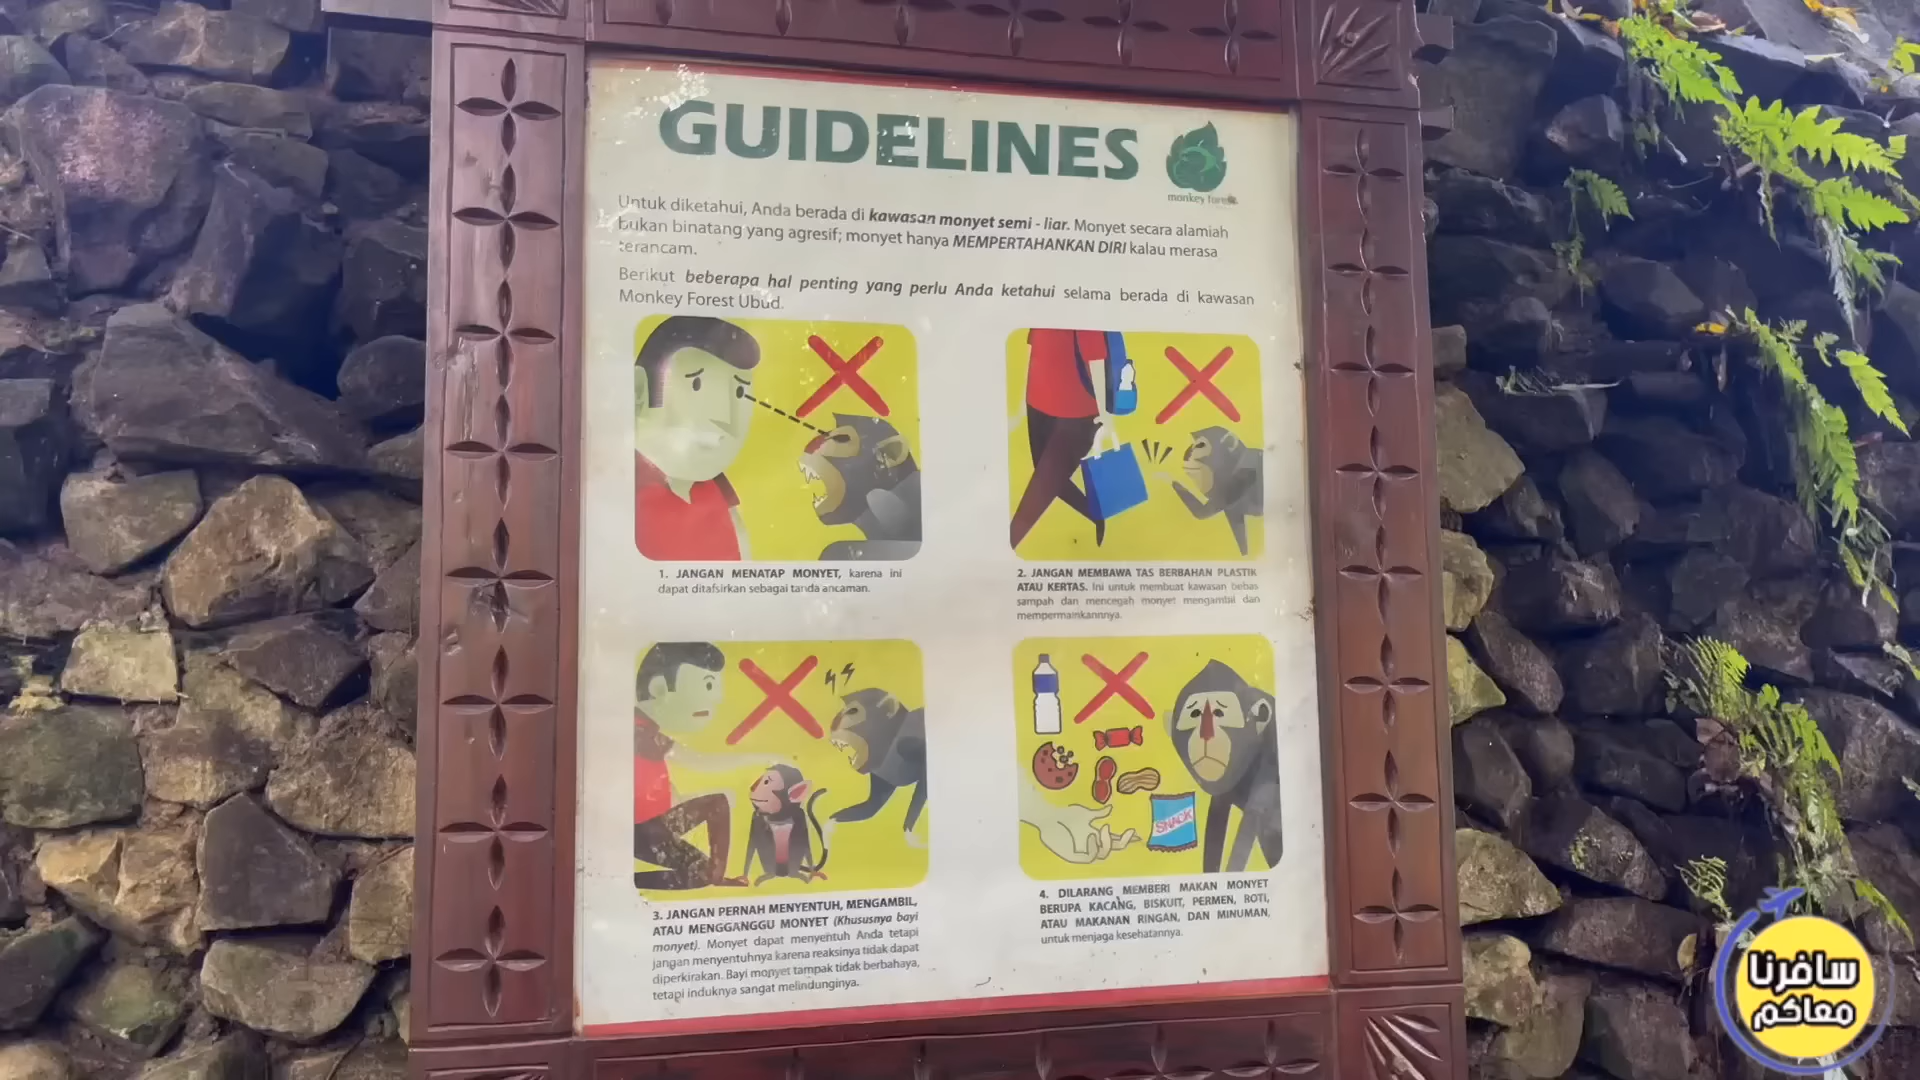 GUIDELINES
monkey forest
Untuk diketahui, Anda berada di kawasan monyet semi - liar. Monyet secara alamiah
bukan binatang yang agresif; monyet hanya MEMPERTAHANKAN DIRI kalau merasa
terancam.
Berikut beberapa hal penting yang perlu Anda ketahui selama berada di kawasan
Monkey Forest Ubud.
1. JANGAN MENATAP MONYET, karena ini
dapat ditafsirkan sebagai tanda ancaman.
2. JANGAN MEMBAWA TAS BERBAHAN PLASTIK
ATAU KERTAS. Ini untuk membuat kawasan bebas
sampah dan mencegah monyet mengambil dan
mempermainkannnya.
SNACK
3. JANGAN PERNAH MENYENTUH, MENGAMBIL,
ATAU MENGGANGGU MONYET (Khususnya bayi
monyet). Monyet dapat menyentuh Anda tetapi
jangan menyentuhnya karena reaksinya tidak dapat
diperkirakan. Bayi monyet tampak tidak berbahaya,
tetapi induknya sangat melindunginya.
4. DILARANG MEMBERI MAKAN MONYET
BERUPA KACANG, BISKUIT, PERMEN, ROTI,
ATAU MAKANAN RINGAN, DAN MINUMAN,
untuk menjaga kesehatannya.
سافرنا
معاكم